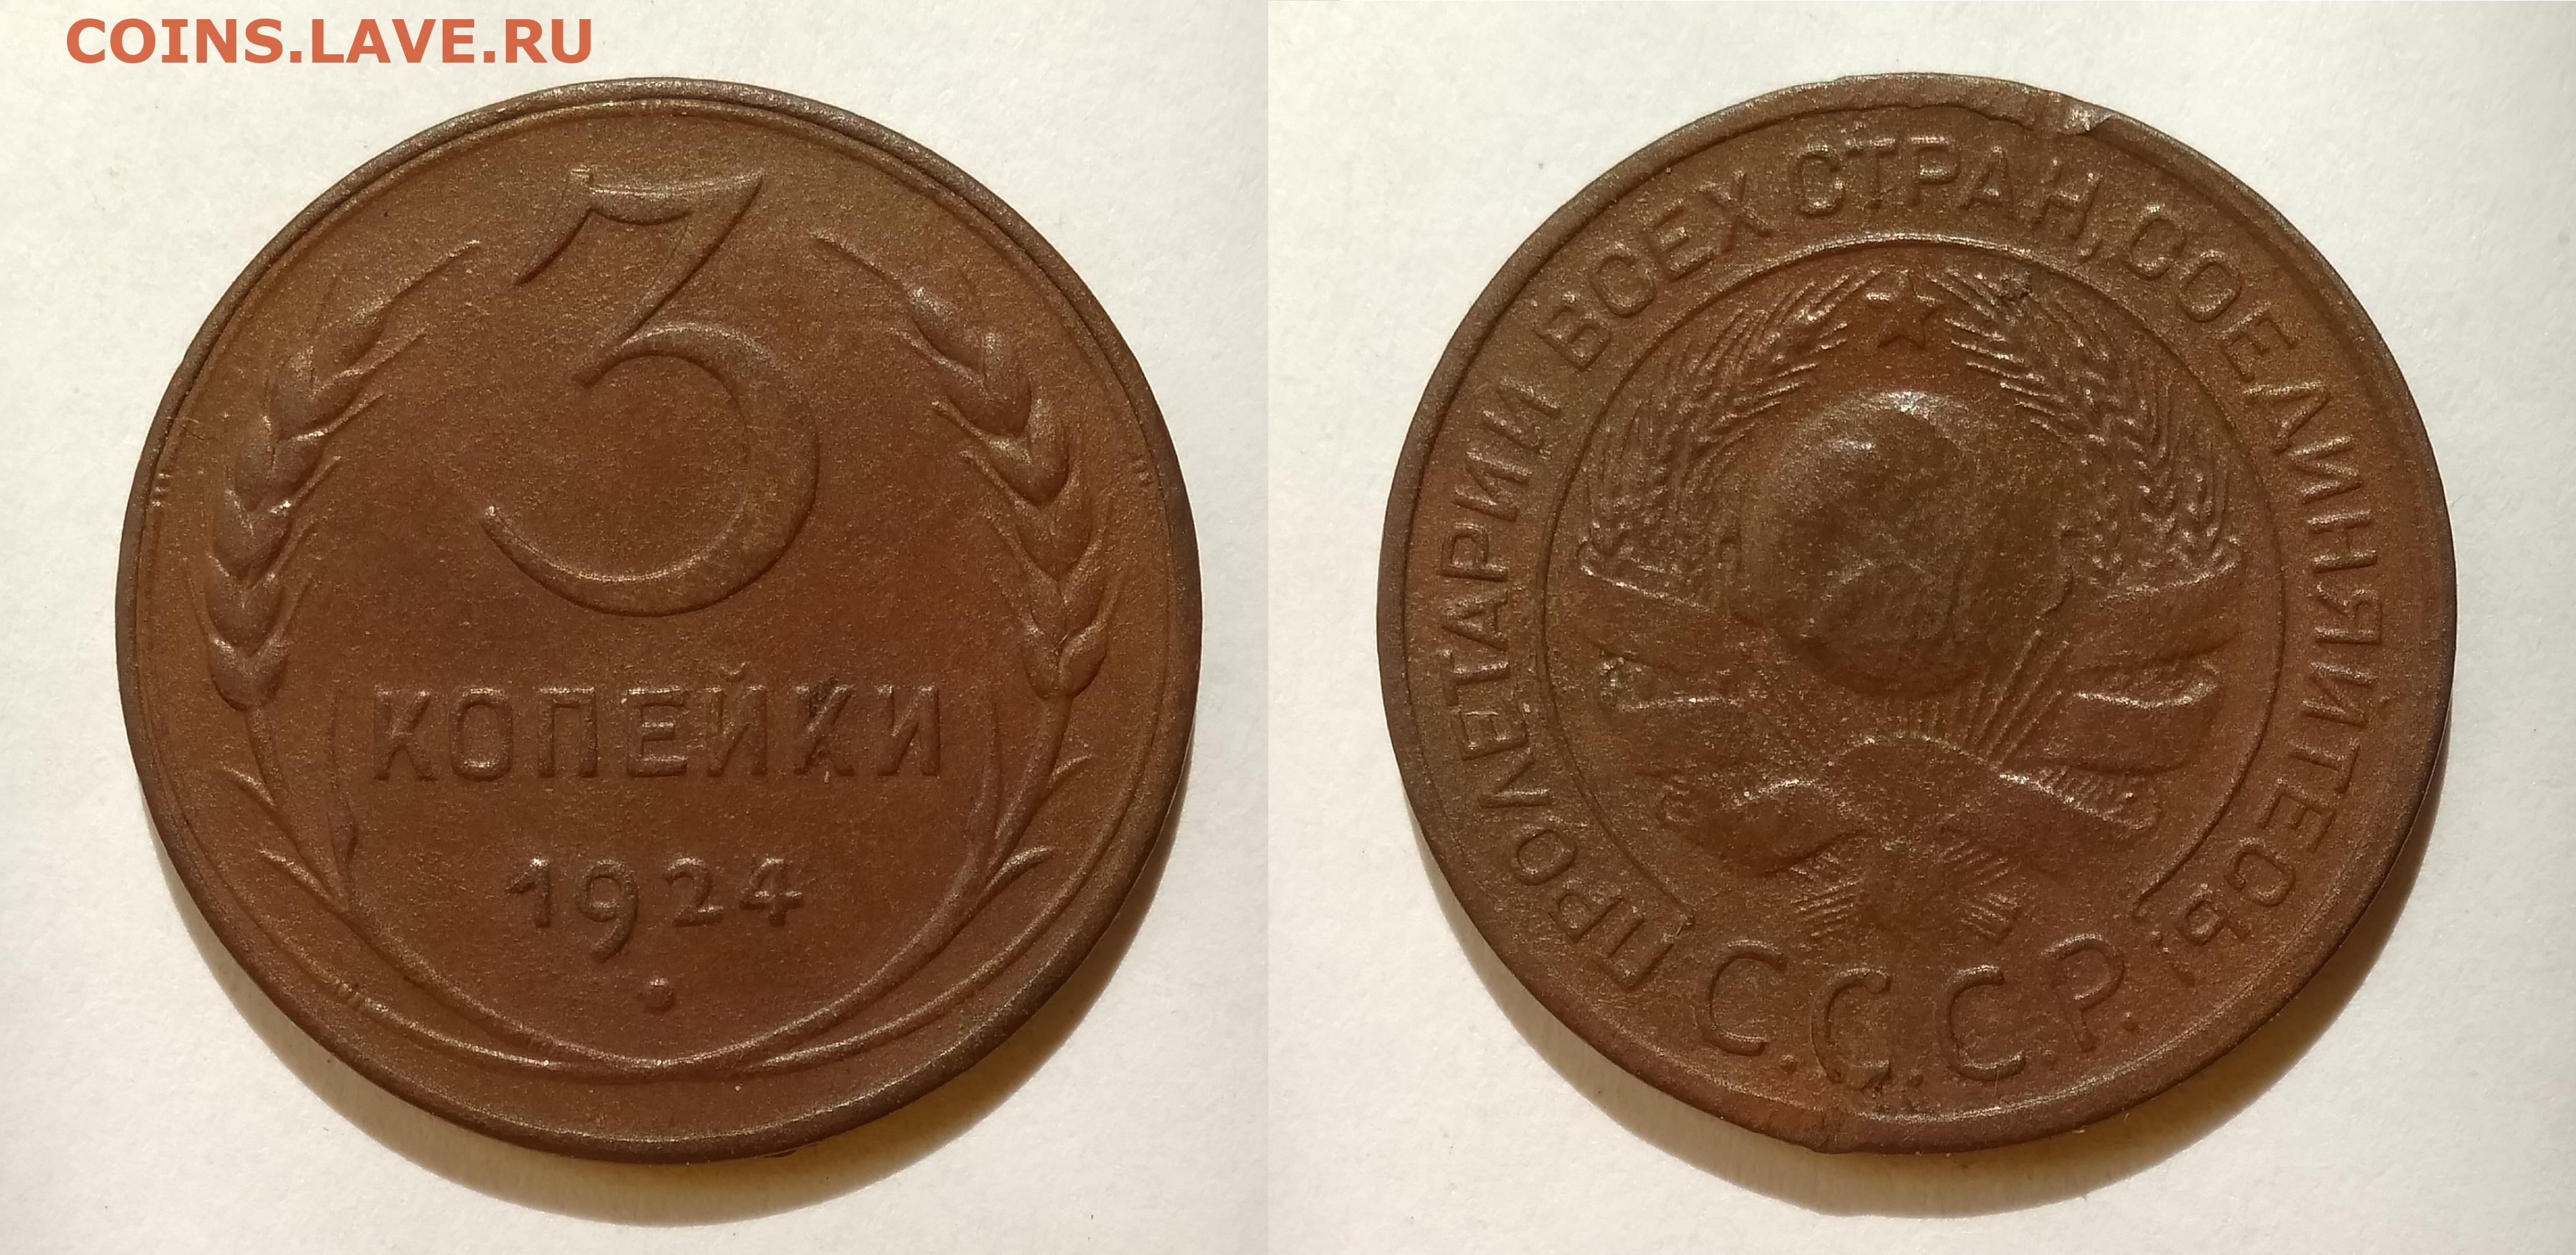 COINS.LAVE.RU
3
КОПЕЙКИ
1924
ПРОЛЕТАРИИ ВСЕХ СТРАН, СОЕДИНЯЙТЕСЬ!
С.С.С.Р.